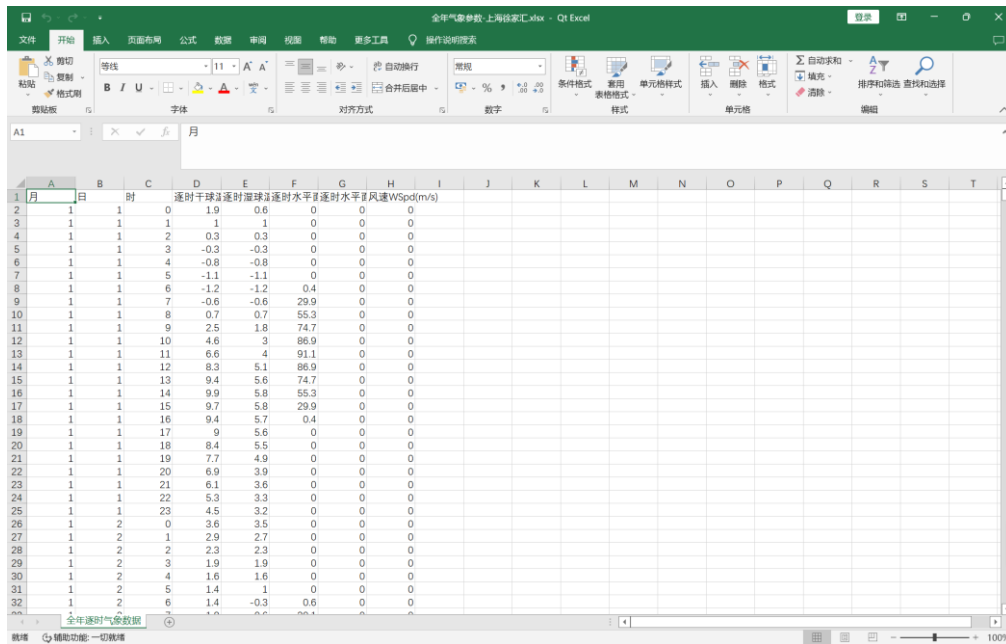 全年气象参数-上海徐家汇.xlsx - Qt Excel
登录
文件 开始 插入 页面布局 公式 数据 审阅 视图 帮助 更多工具 操作说明搜索
粘贴 剪切 复制 格式刷
等线 11 B I U A A
自动换行 合并后居中
常规 %
条件格式 套用表格格式 单元格样式
插入 删除 格式
自动求和 填充 清除 排序和筛选 查找和选择
剪贴板 字体 对齐方式 数字 样式 单元格 编辑
A1 fx 月
A B C D E F G H I J K L M N O P Q R S T
1 月 日 时 逐时干球温 逐时湿球温 逐时水平面 逐时水平面 风速WSpd(m/s)
2 1 1 0 1.9 0.6 0 0 0
3 1 1 1 1 1 0 0 0
4 1 1 2 0.3 0.3 0 0 0
5 1 1 3 -0.3 -0.3 0 0 0
6 1 1 4 -0.8 -0.8 0 0 0
7 1 1 5 -1.1 -1.1 0 0 0
8 1 1 6 -1.2 -1.2 0.4 0 0
9 1 1 7 -0.6 -0.6 29.9 0 0
10 1 1 8 0.7 0.7 55.3 0 0
11 1 1 9 2.5 1.8 74.7 0 0
12 1 1 10 4.6 3 86.9 0 0
13 1 1 11 6.6 4 91.1 0 0
14 1 1 12 8.3 5.1 86.9 0 0
15 1 1 13 9.4 5.6 74.7 0 0
16 1 1 14 9.9 5.8 55.3 0 0
17 1 1 15 9.7 5.8 29.9 0 0
18 1 1 16 9.4 5.7 0.4 0 0
19 1 1 17 9 5.6 0 0 0
20 1 1 18 8.4 5.5 0 0 0
21 1 1 19 7.7 4.9 0 0 0
22 1 1 20 6.9 3.9 0 0 0
23 1 1 21 6.1 3.6 0 0 0
24 1 1 22 5.3 3.3 0 0 0
25 1 1 23 4.5 3.2 0 0 0
26 1 2 0 3.6 3.5 0 0 0
27 1 2 1 2.9 2.7 0 0 0
28 1 2 2 2.3 2.3 0 0 0
29 1 2 3 1.9 1.9 0 0 0
30 1 2 4 1.6 1.6 0 0 0
31 1 2 5 1.4 1 0 0 0
32 1 2 6 1.4 -0.3 0.6 0 0
全年逐时气象数据
就绪 辅助功能: 一切就绪 100%